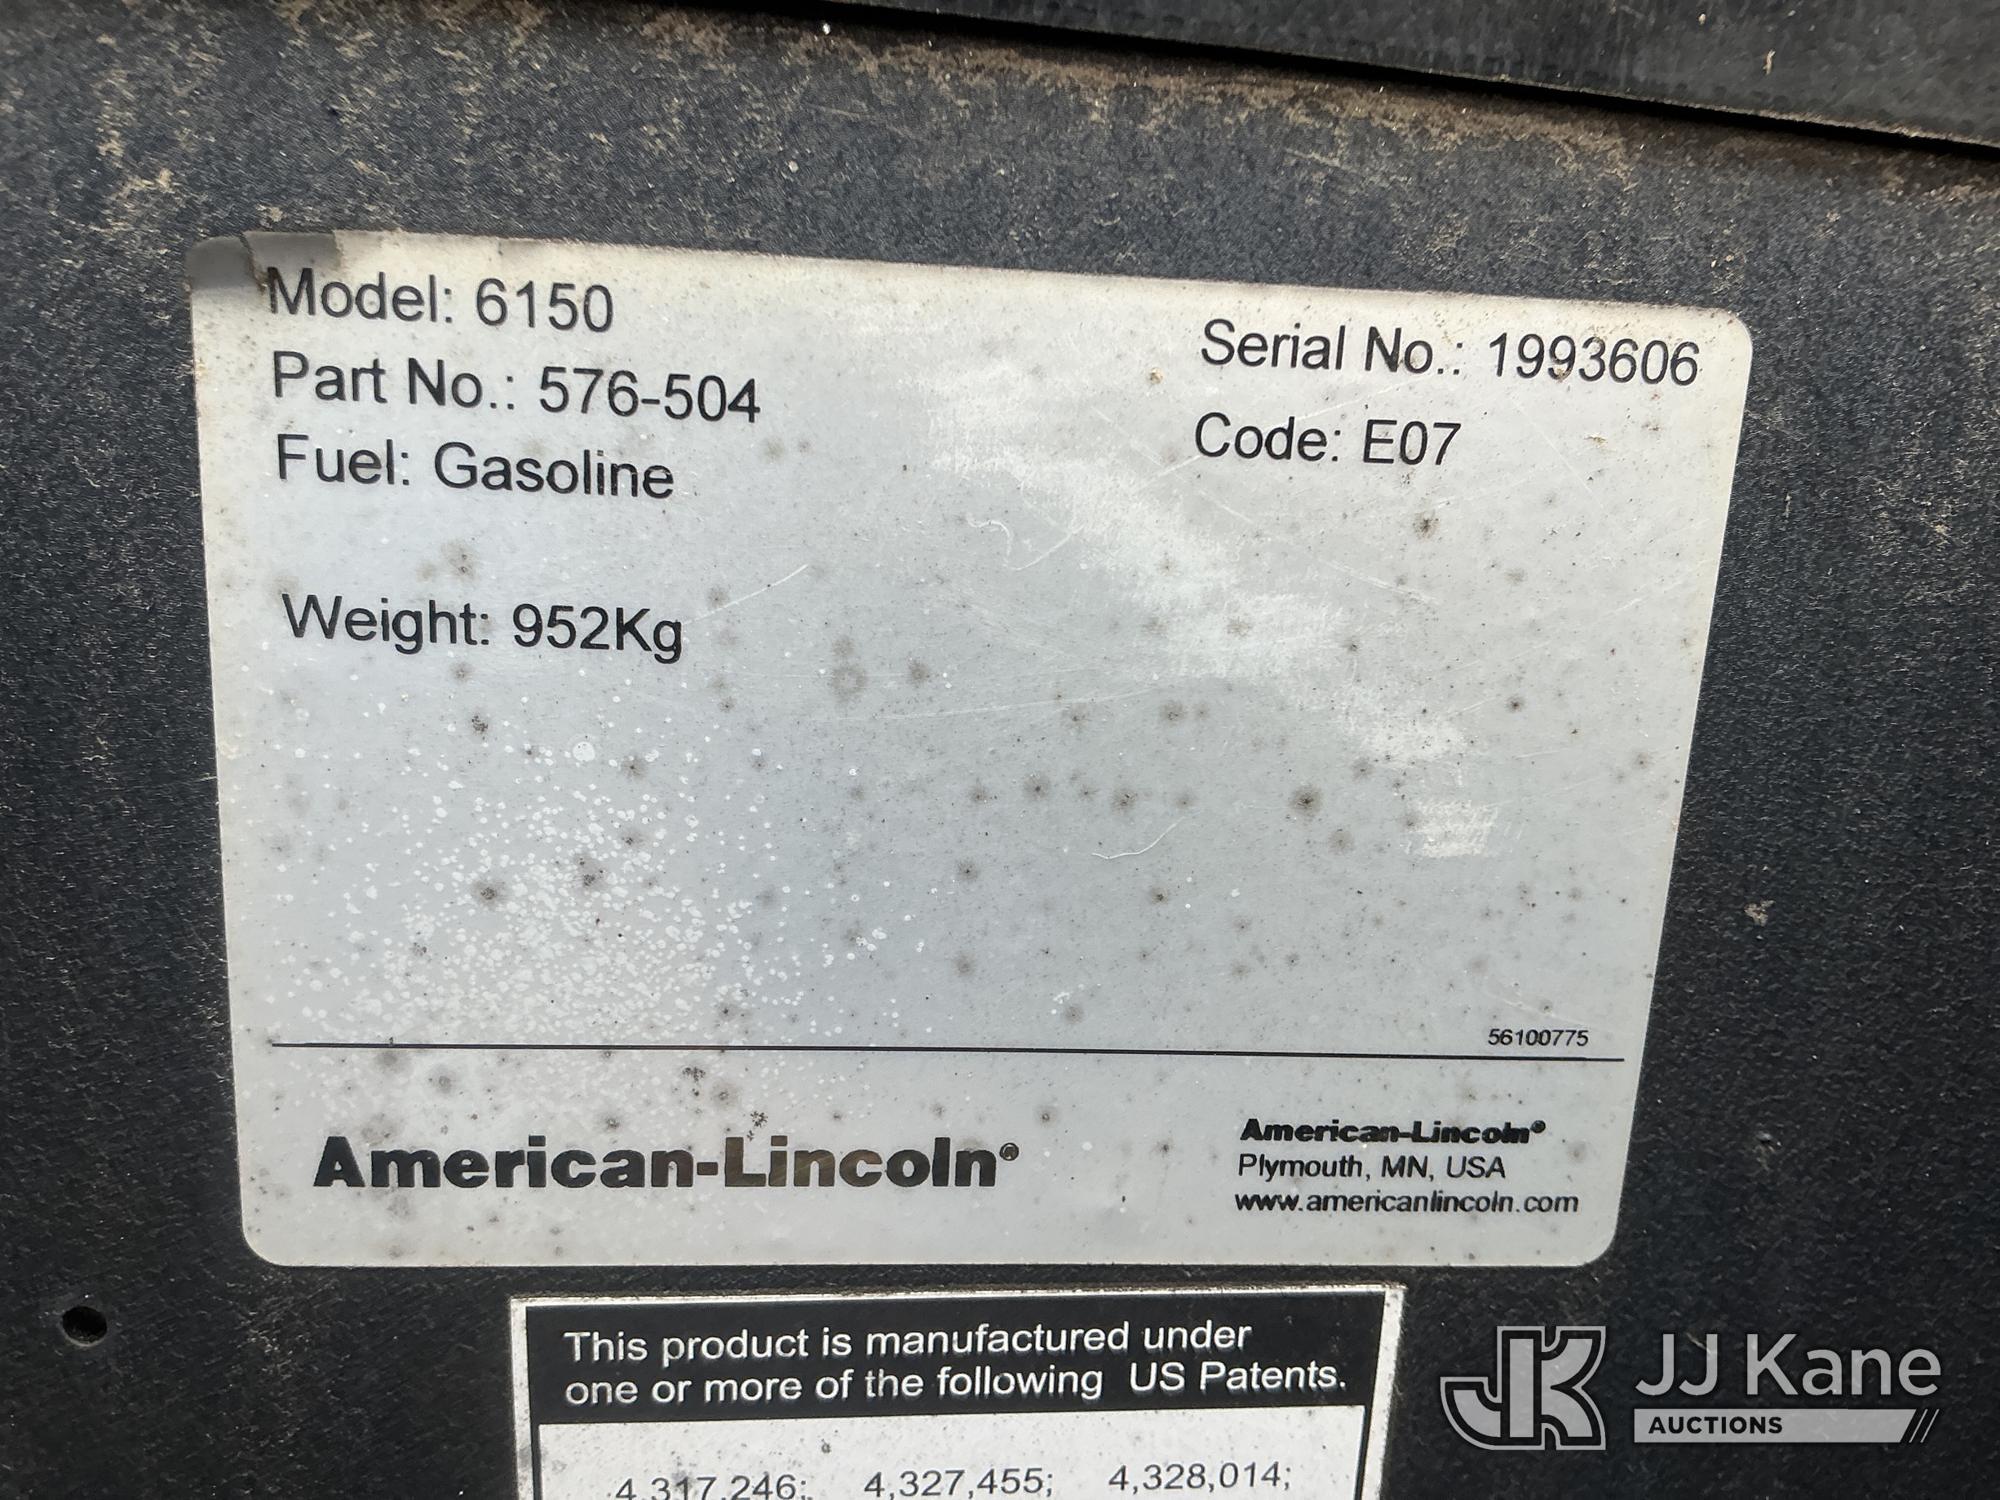 Model: 6150
Serial No.: 1993606
Part No.: 576-504
Code: E07
Fuel: Gasoline
Weight: 952Kg
56100775
American-Lincoln®
American-Lincoln®
Plymouth, MN, USA
www.americanlincoln.com
This product is manufactured under
one or more of the following US Patents.
4,317,246; 4,327,455; 4,328,014;
JK JJ Kane
AUCTIONS